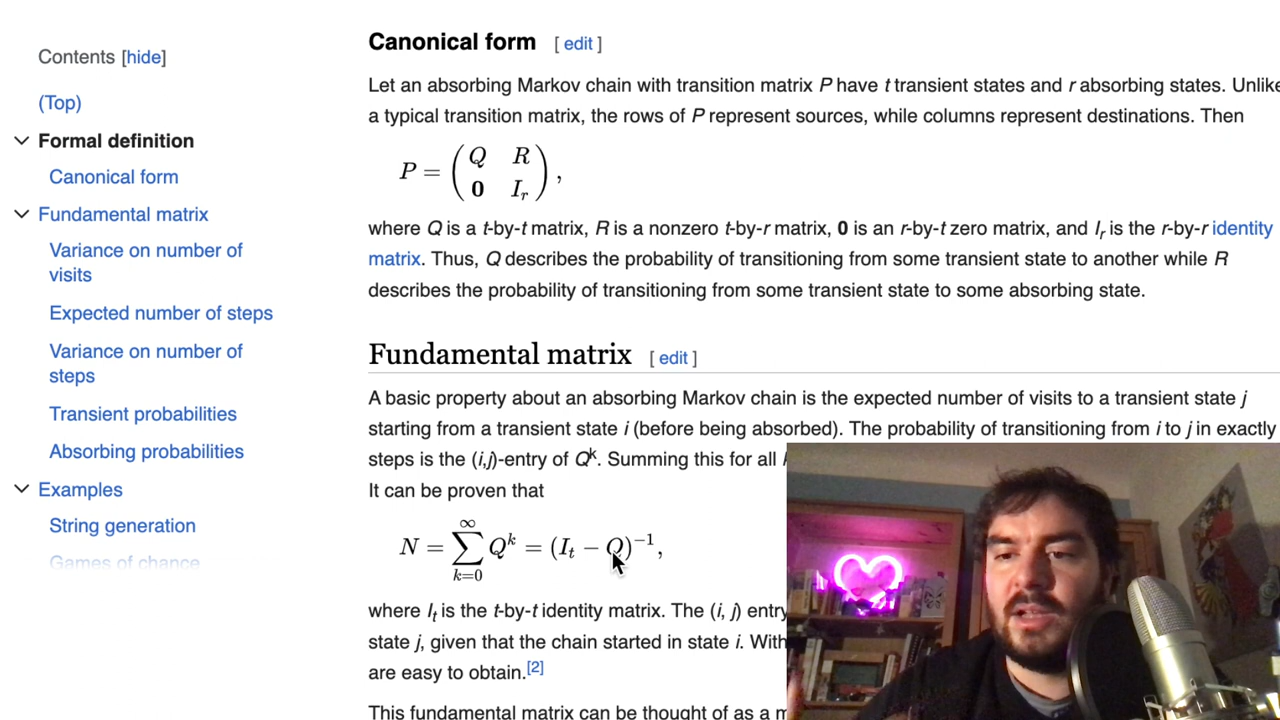 Contents [hide]
(Top)
Formal definition
Canonical form
Fundamental matrix
Variance on number of
visits
Expected number of steps
Variance on number of
steps
Transient probabilities
Absorbing probabilities
Examples
String generation
Games of chance
Canonical form [ edit ]
Let an absorbing Markov chain with transition matrix P have t transient states and r absorbing states. Unlike
a typical transition matrix, the rows of P represent sources, while columns represent destinations. Then
P = ( Q R
0 I_r ) ,
where Q is a t-by-t matrix, R is a nonzero t-by-r matrix, 0 is an r-by-t zero matrix, and I_r is the r-by-r identity
matrix. Thus, Q describes the probability of transitioning from some transient state to another while R
describes the probability of transitioning from some transient state to some absorbing state.
Fundamental matrix [ edit ]
A basic property about an absorbing Markov chain is the expected number of visits to a transient state j
starting from a transient state i (before being absorbed). The probability of transitioning from i to j in exactly
steps is the (i,j)-entry of Q^k. Summing this for all
It can be proven that
N = ∑_{k=0}^{∞} Q^k = (I_t − Q)^{−1},
where I_t is the t-by-t identity matrix. The (i, j) entry
state j, given that the chain started in state i. With
are easy to obtain.[2]
This fundamental matrix can be thought of as a m